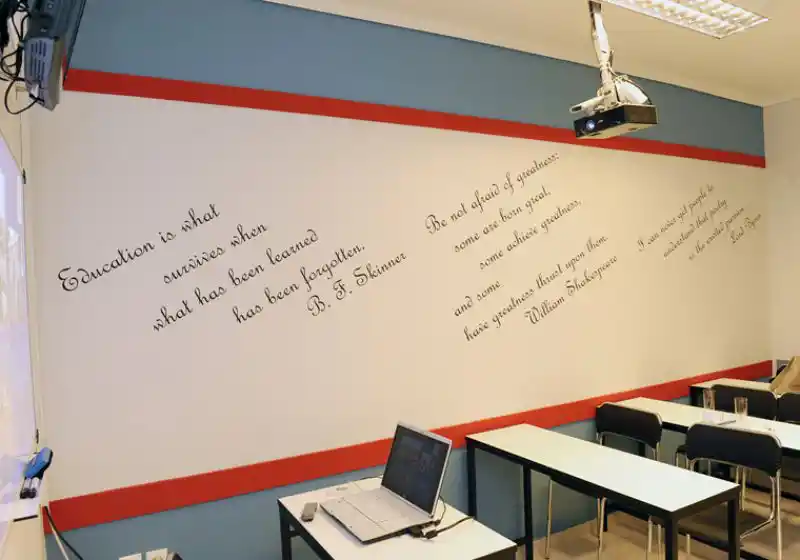 Education is what
survives when
what has been learned
has been forgotten.
B. F. Skinner
Be not afraid of greatness:
some are born great,
some achieve greatness,
and some
have greatness thrust upon them.
William Shakespeare
I can never get people to
understand that poetry
is the excited passion
Lord Byron